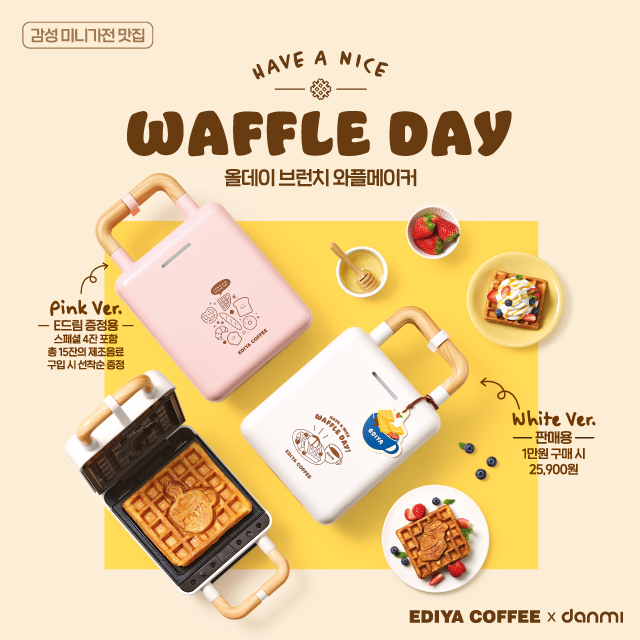 감성 미니가전 맛집
HAVE A NICE
WAFFLE DAY
올데이 브런치 와플메이커
Pink Ver.
E드림 증정용
스페셜 4잔 포함
총 15잔의 제조음료
구입 시 선착순 증정
EDIYA COFFEE
HAVE A NICE
WAFFLE DAY!
EDIYA COFFEE
EDIYA
White Ver.
판매용
1만원 구매 시
25,900원
EDIYA COFFEE x danmi